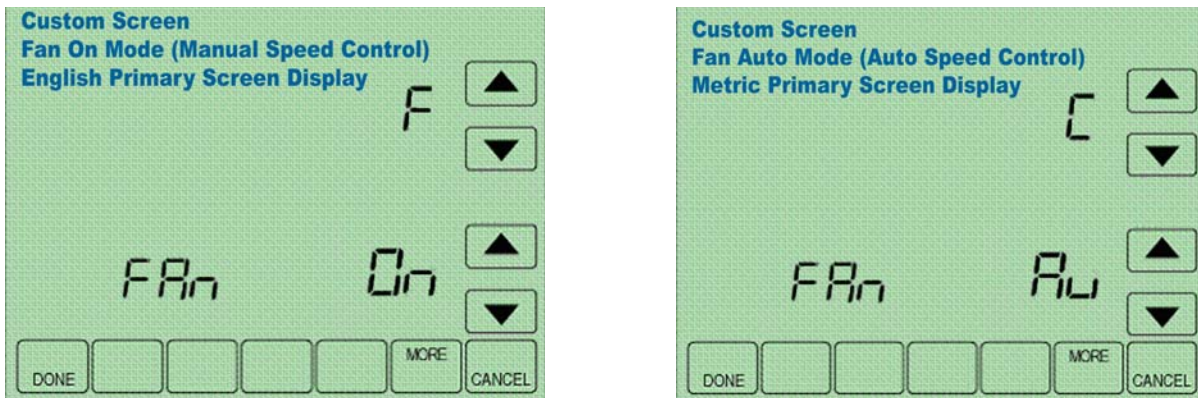 Custom Screen
Fan On Mode (Manual Speed Control)
English Primary Screen Display
F
FAn On
DONE MORE CANCEL
Custom Screen
Fan Auto Mode (Auto Speed Control)
Metric Primary Screen Display
C
FAn Au
DONE MORE CANCEL